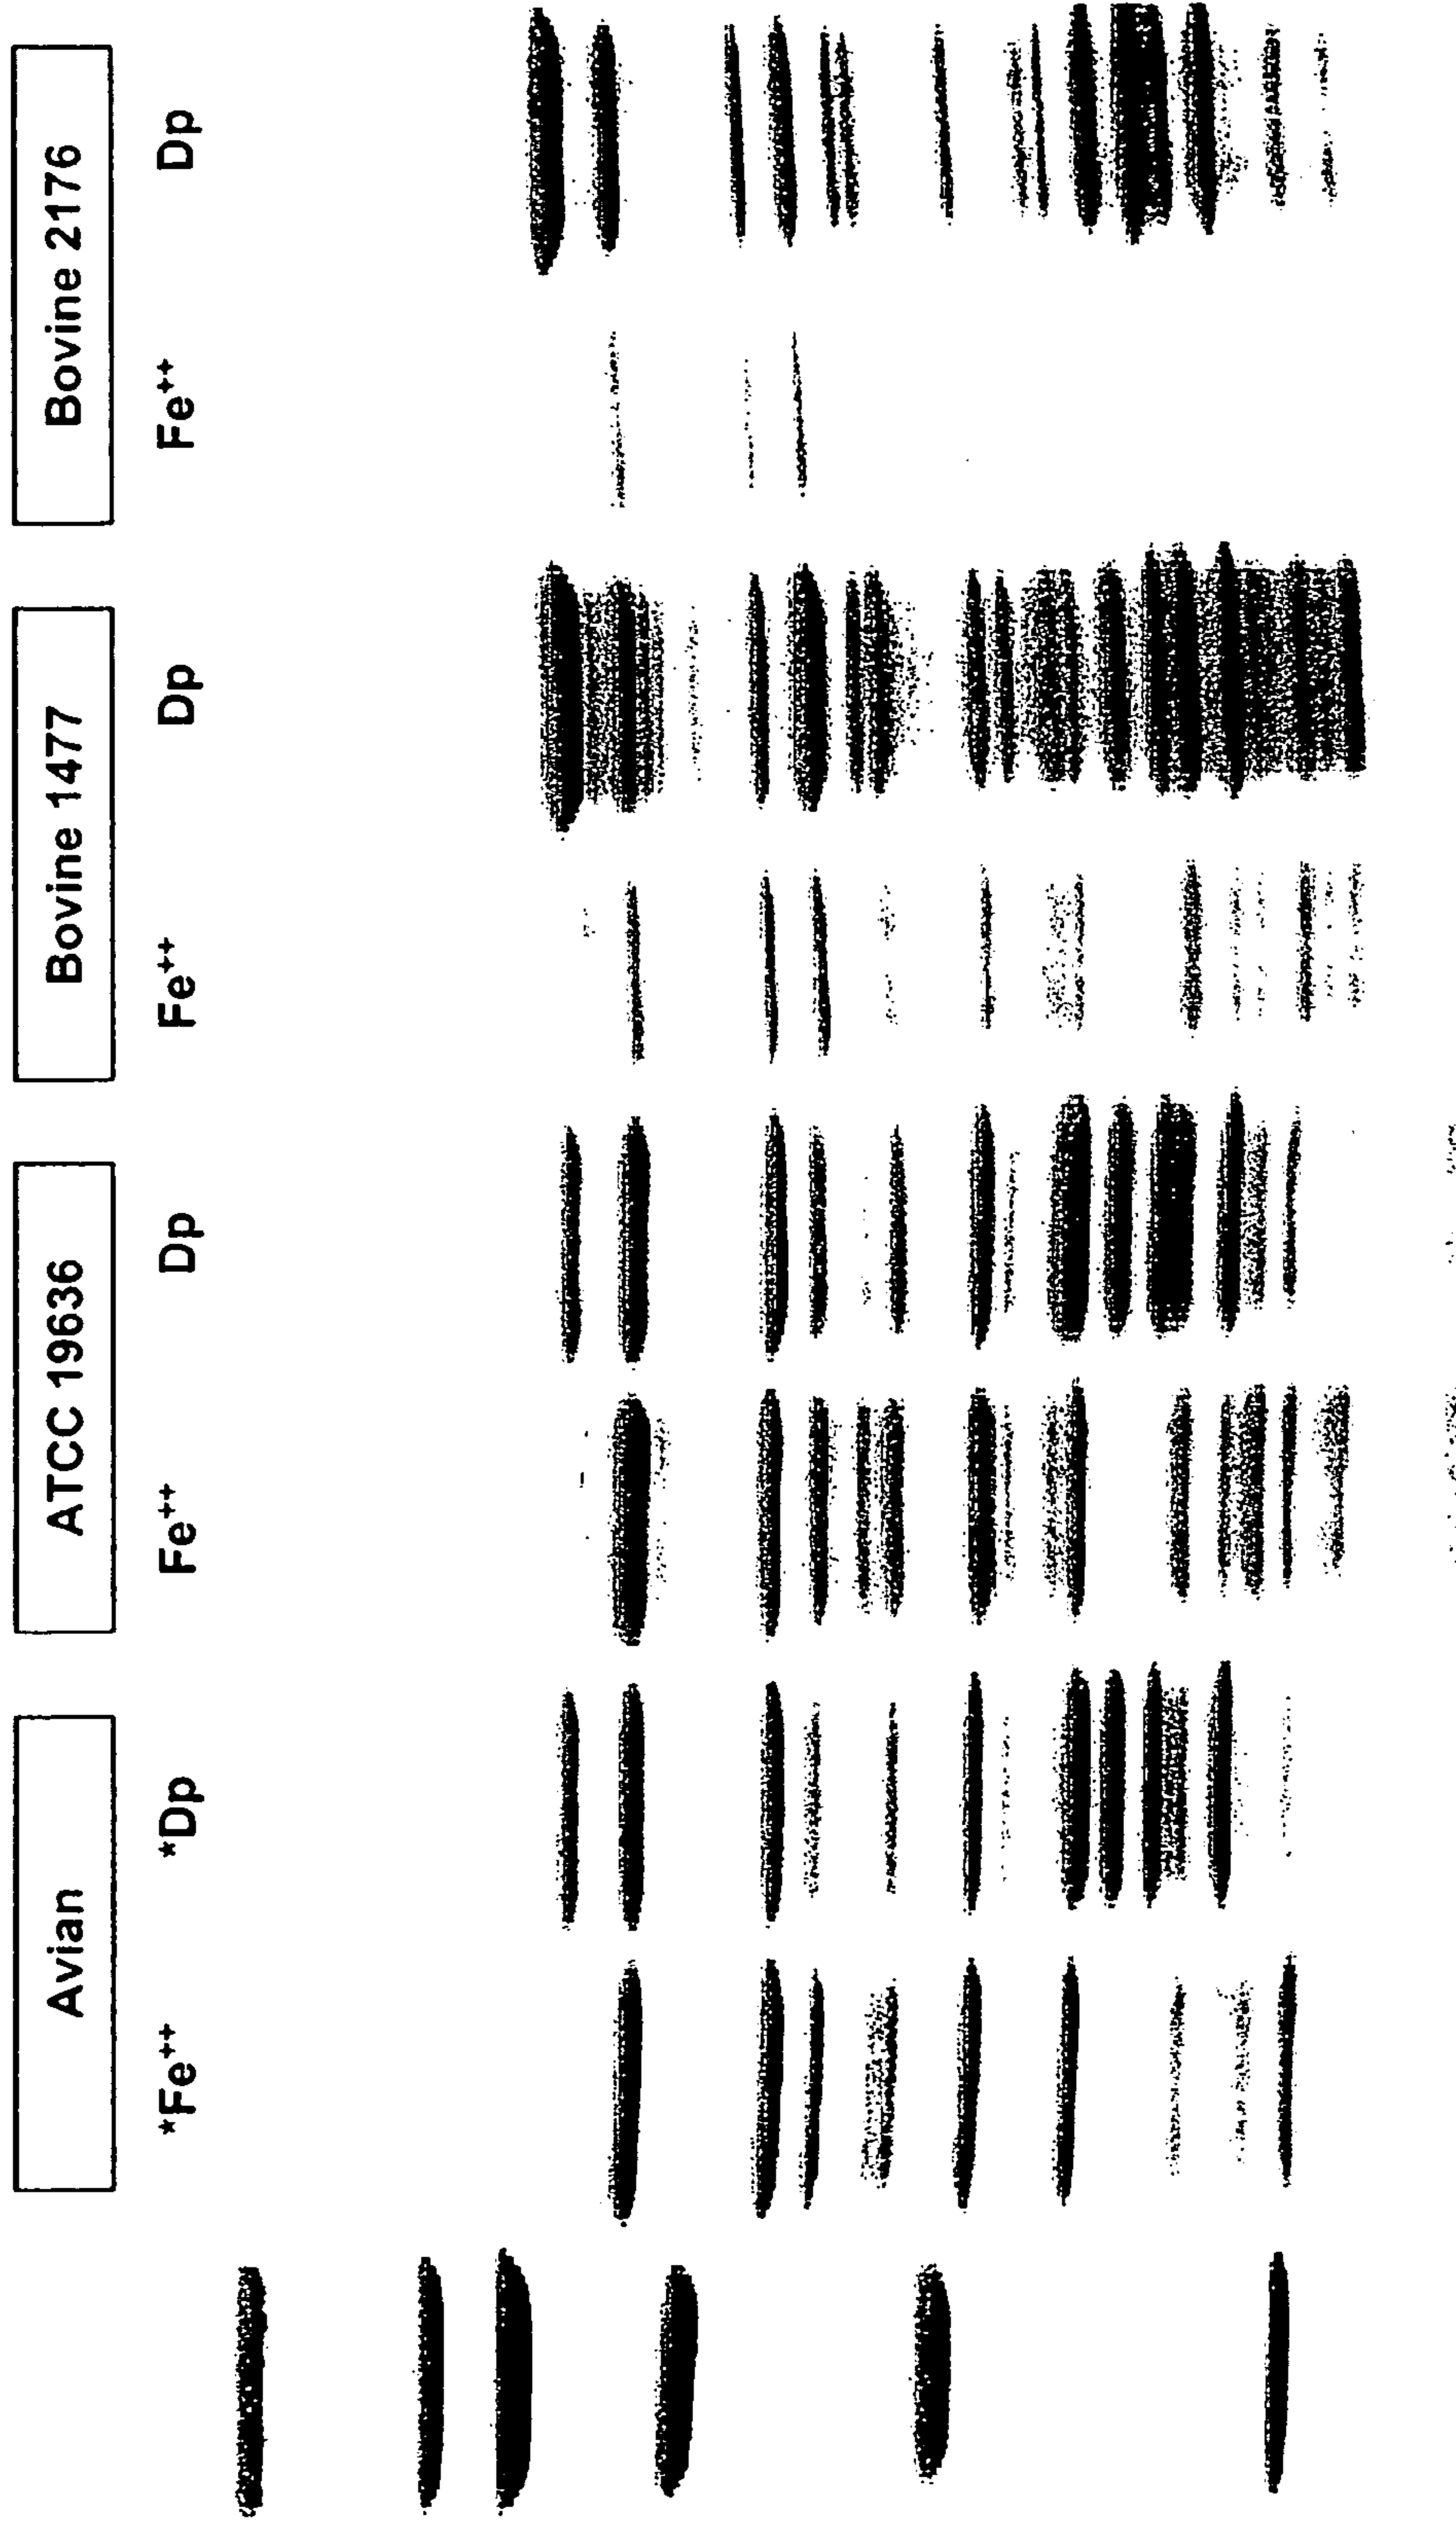 Avian
ATCC 19636
Bovine 1477
Bovine 2176
*Fe++
*Dp
Fe++
Dp
Fe++
Dp
Fe++
Dp